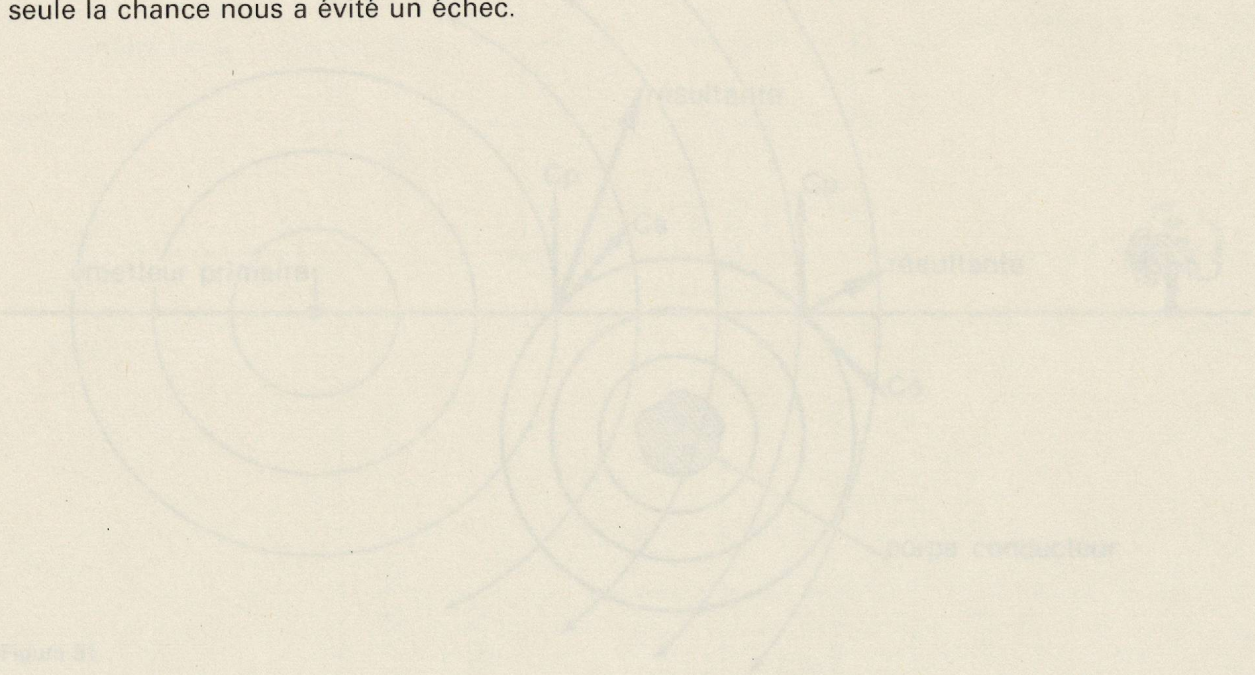 seule la chance nous a évité un échec.
résultante
Cp
Cp
Cs
émetteur primaire
résultante
Cs
corps conducteur